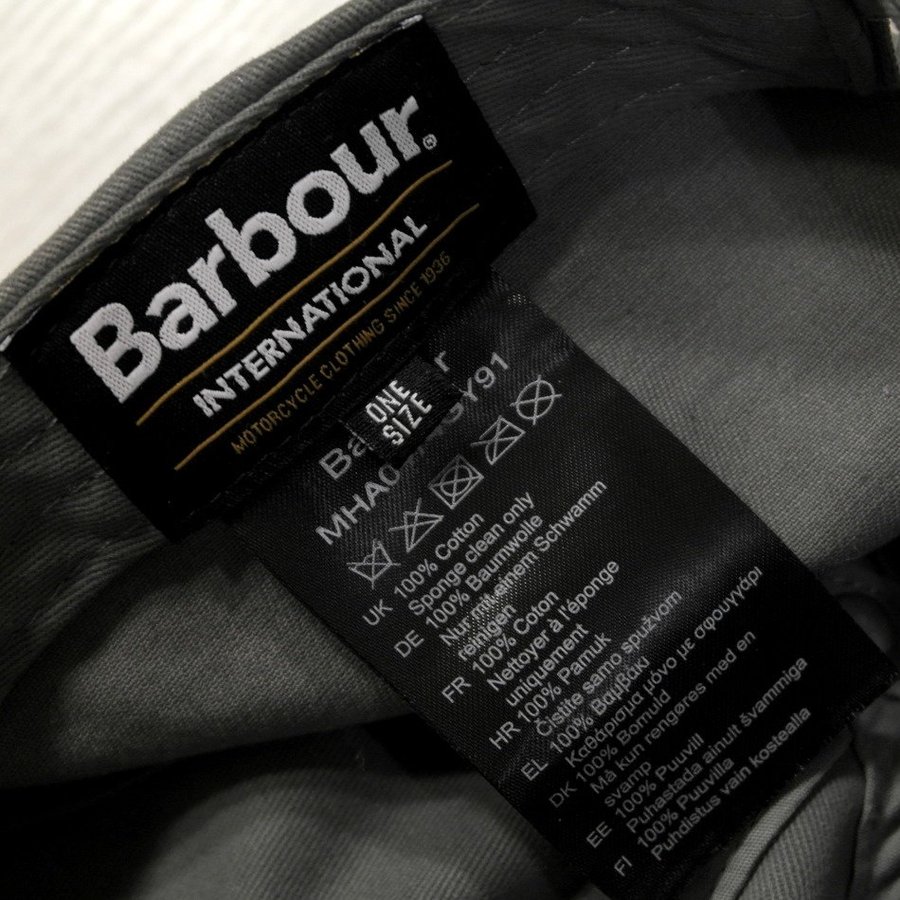 Barbour®
INTERNATIONAL
MOTORCYCLE CLOTHING SINCE 1936
ONE
SIZE
UK 100% Cotton
Sponge clean only
DE 100% Baumwolle
Nur mit einem Schwamm
reinigen
FR 100% Coton
Nettoyer à l'éponge
uniquement
HR 100% Pamuk
Čistite samo spužvom
EL 100% Βαμβάκι
Καθάρισμα μόνο με σφουγγάρι
DK 100% Bomuld
Må kun rengøres med en
svamp
EE 100% Puuvill
Puhastada ainult švammiga
FI 100% Puuvilla
Puhdistus vain kostealla